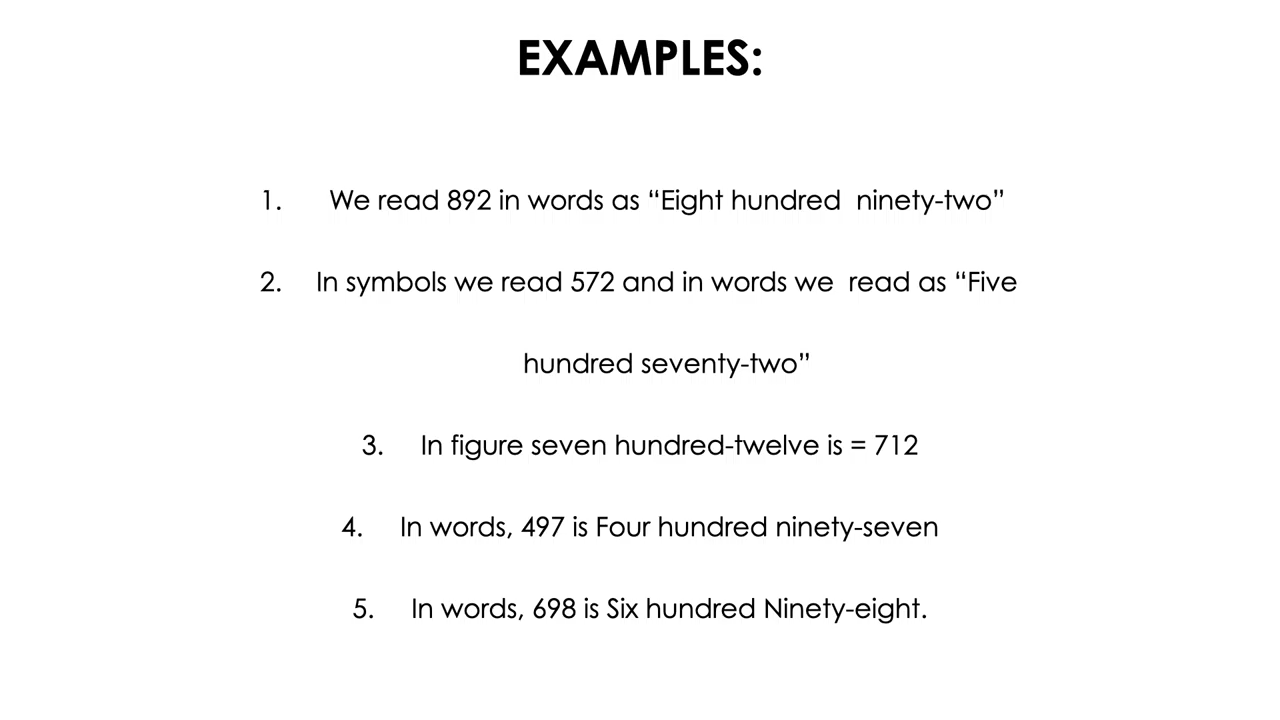 EXAMPLES:
1. We read 892 in words as “Eight hundred  ninety-two”
2. In symbols we read 572 and in words we  read as “Five
hundred seventy-two”
3. In figure seven hundred-twelve is = 712
4. In words, 497 is Four hundred ninety-seven
5. In words, 698 is Six hundred Ninety-eight.